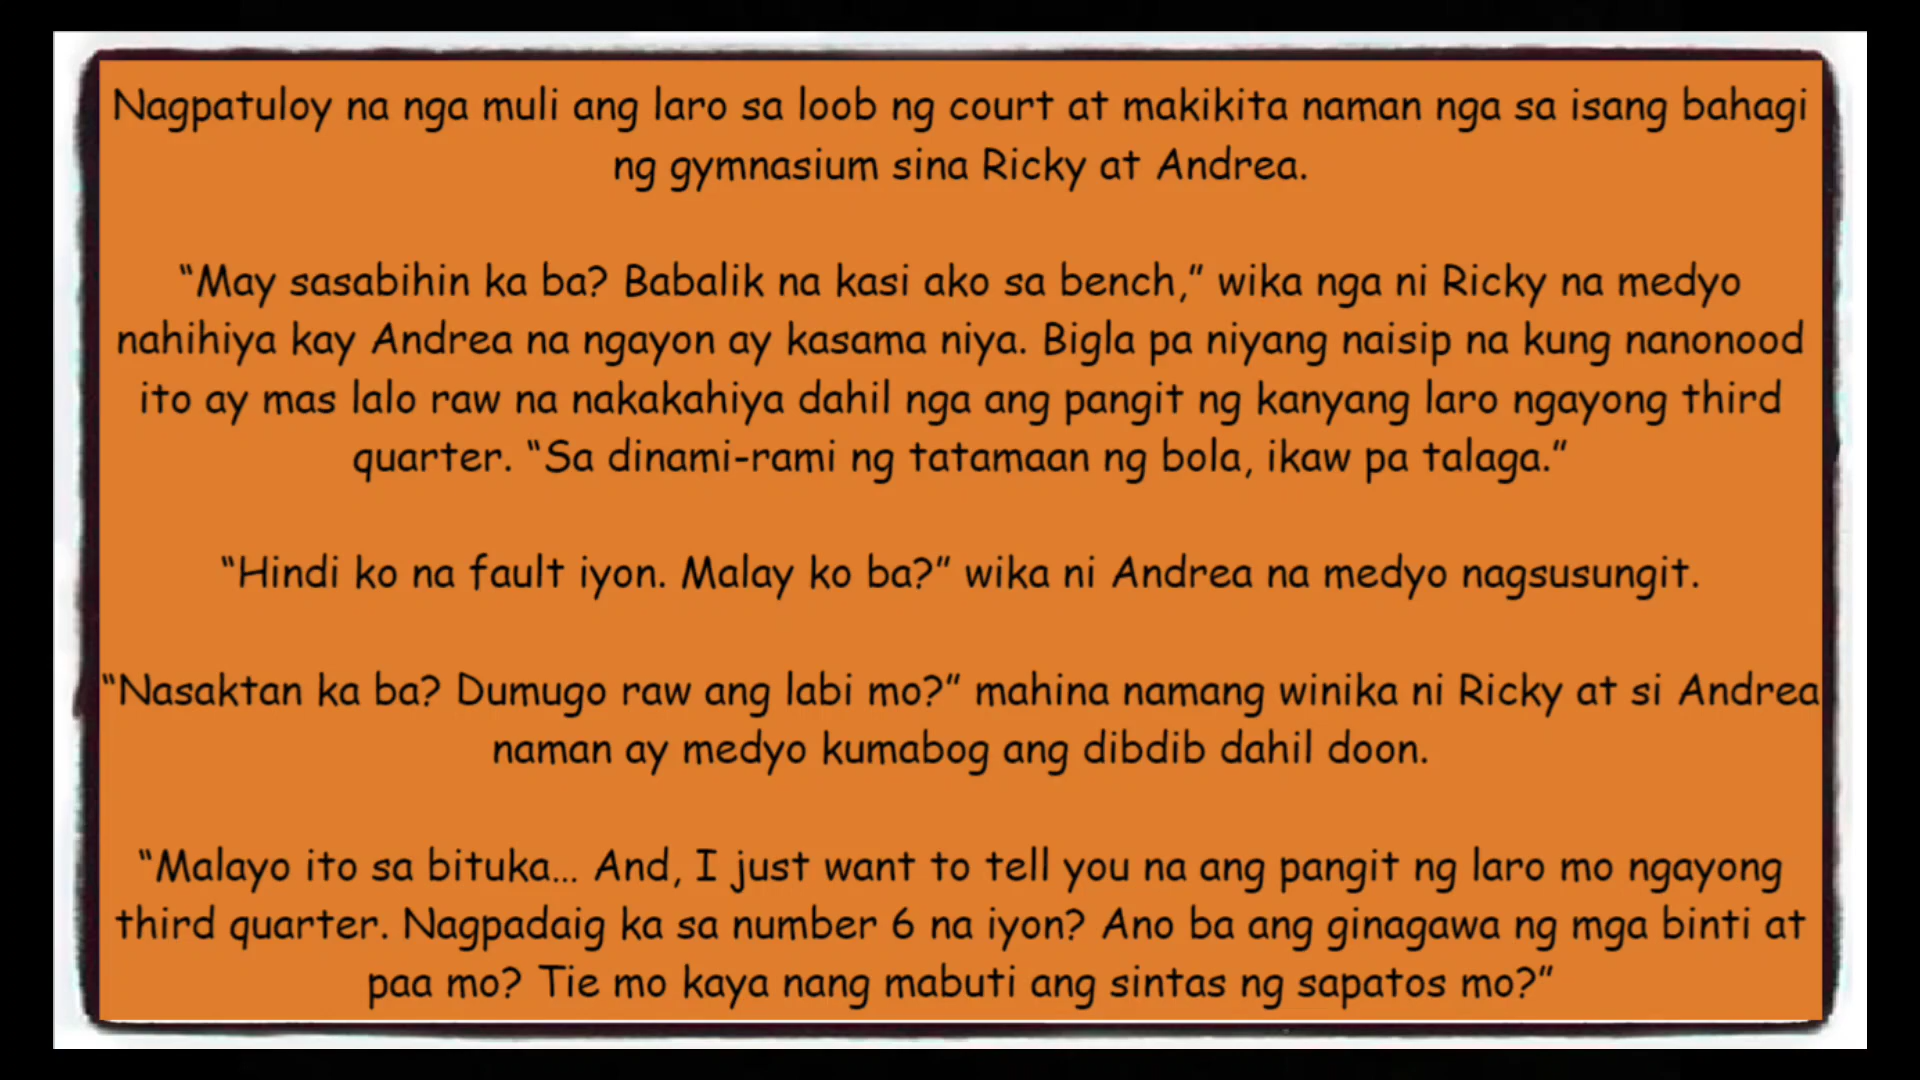 Nagpatuloy na nga muli ang laro sa loob ng court at makikita naman nga sa isang bahagi
ng gymnasium sina Ricky at Andrea.
“May sasabihin ka ba? Babalik na kasi ako sa bench,” wika nga ni Ricky na medyo
nahihiya kay Andrea na ngayon ay kasama niya. Bigla pa niyang naisip na kung nanonood
ito ay mas lalo raw na nakakahiya dahil nga ang pangit ng kanyang laro ngayong third
quarter. “Sa dinami-rami ng tatamaan ng bola, ikaw pa talaga.”
“Hindi ko na fault iyon. Malay ko ba?” wika ni Andrea na medyo nagsusungit.
“Nasaktan ka ba? Dumugo raw ang labi mo?” mahina namang winika ni Ricky at si Andrea
naman ay medyo kumabog ang dibdib dahil doon.
“Malayo ito sa bituka... And, I just want to tell you na ang pangit ng laro mo ngayong
third quarter. Nagpadaig ka sa number 6 na iyon? Ano ba ang ginagawa ng mga binti at
paa mo? Tie mo kaya nang mabuti ang sintas ng sapatos mo?”